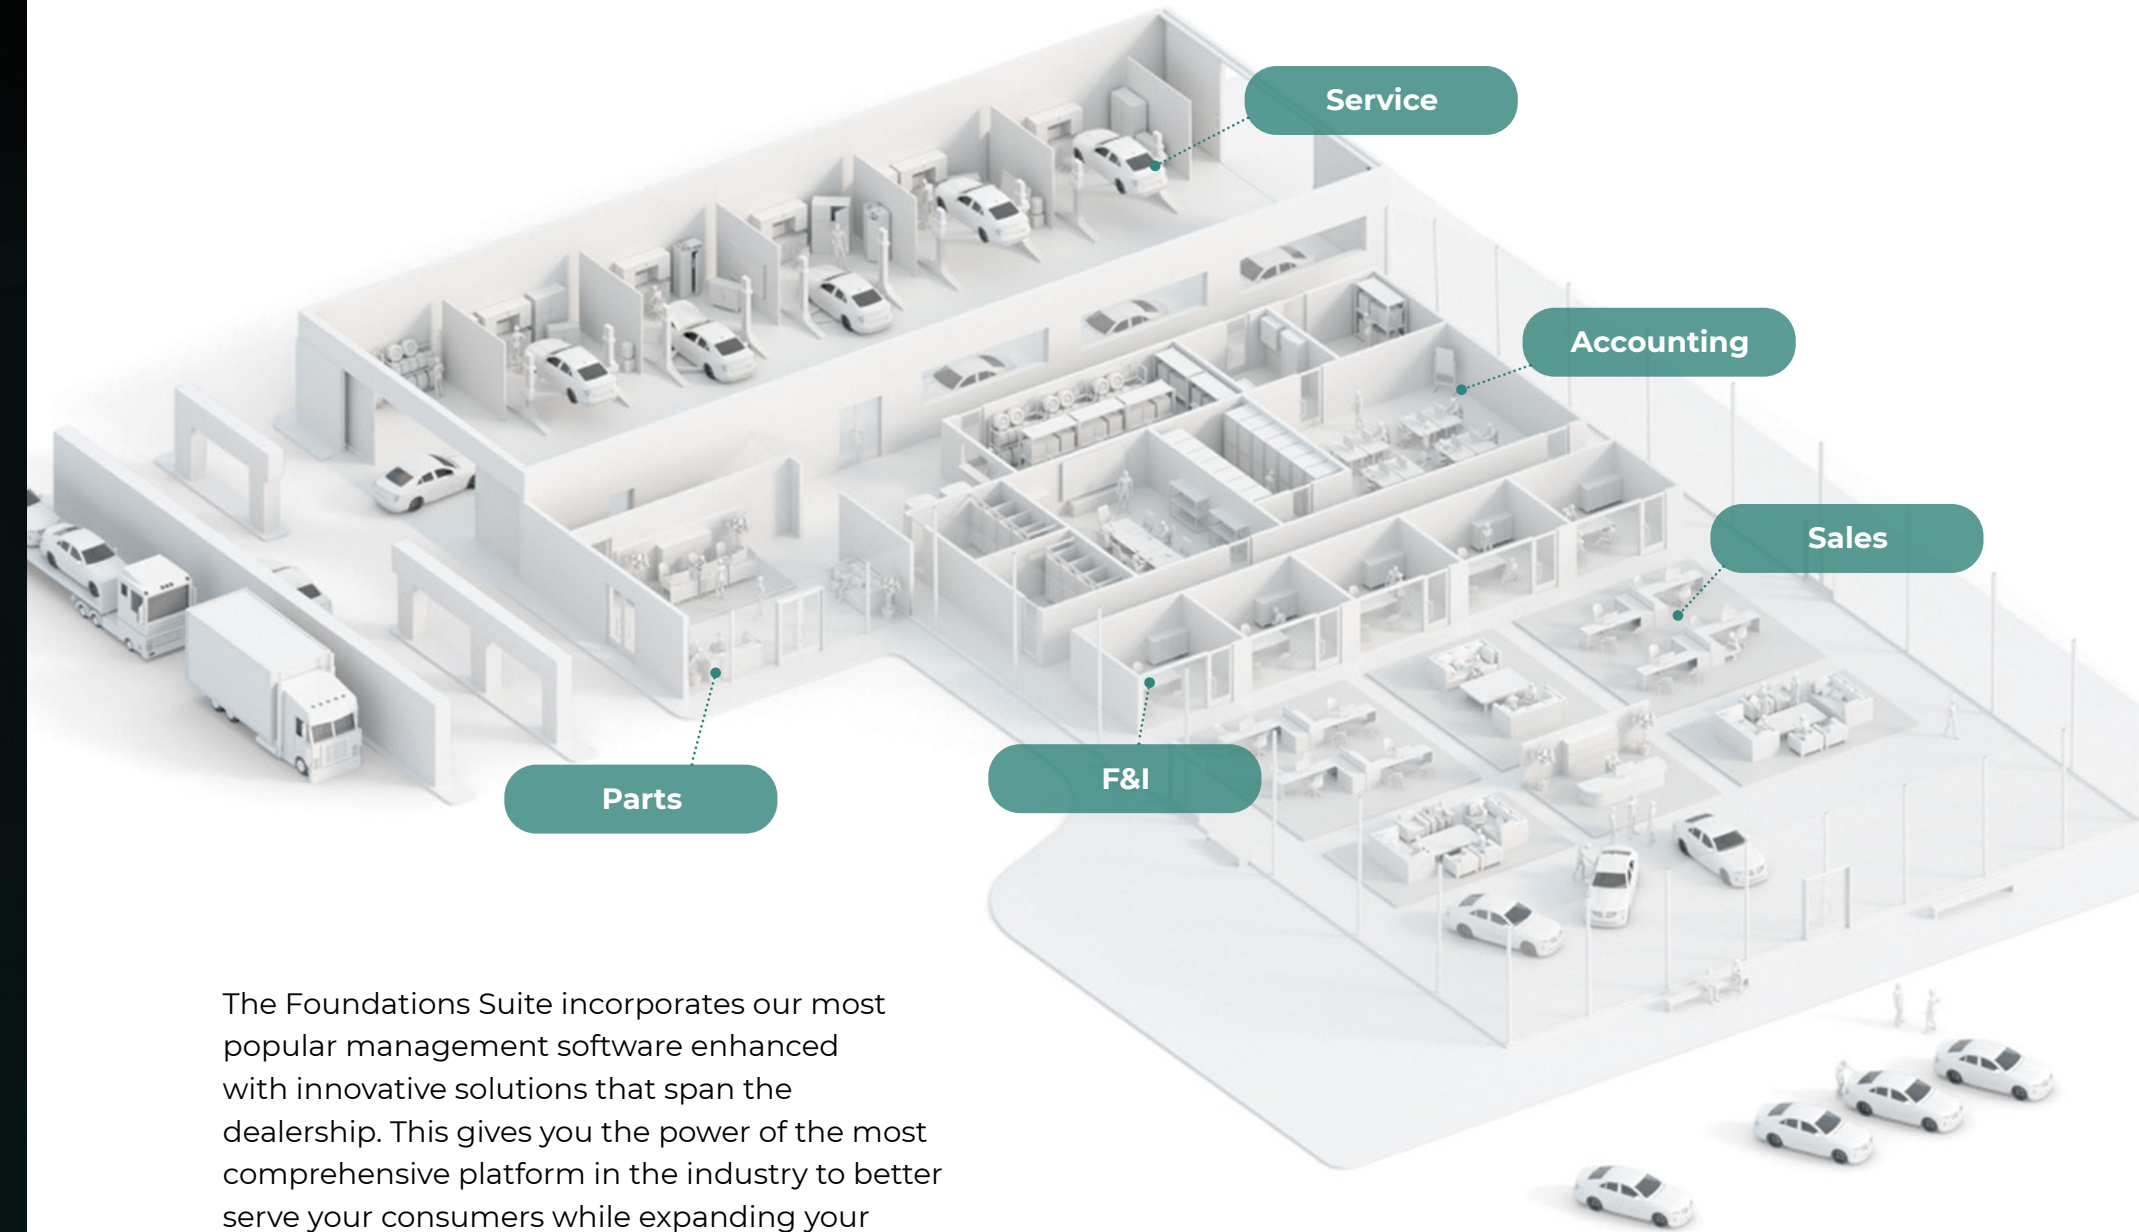 Service
Accounting
Sales
F&I
Parts
The Foundations Suite incorporates our most
popular management software enhanced
with innovative solutions that span the
dealership. This gives you the power of the most
comprehensive platform in the industry to better
serve your consumers while expanding your